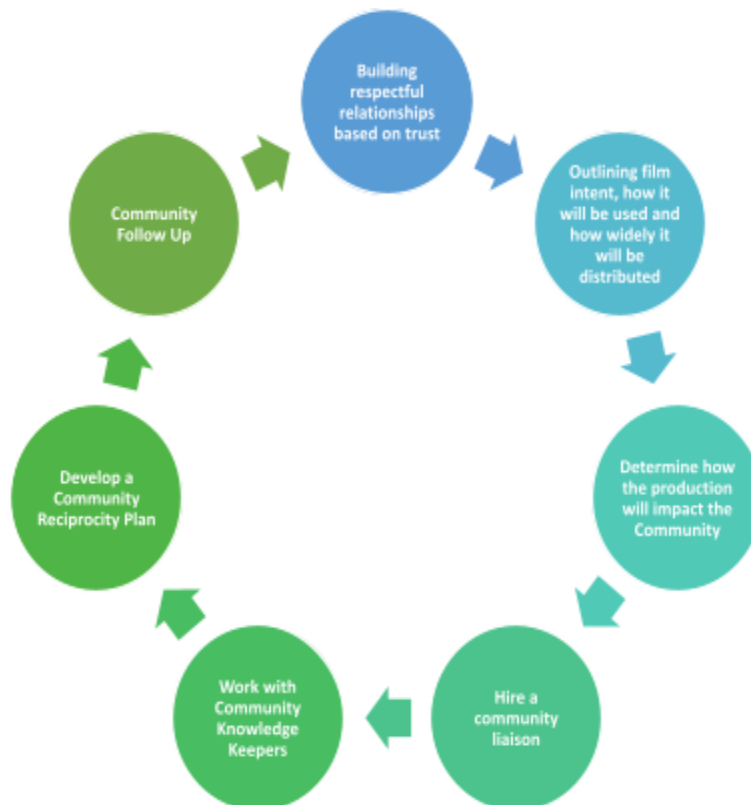 Building
respectful
relationships
based on trust
Outlining film
intent, how it
will be used and
how widely it
will be
distributed
Determine how
the production
will impact the
Community
Hire a
community
liaison
Work with
Community
Knowledge
Keepers
Develop a
Community
Reciprocity Plan
Community
Follow Up